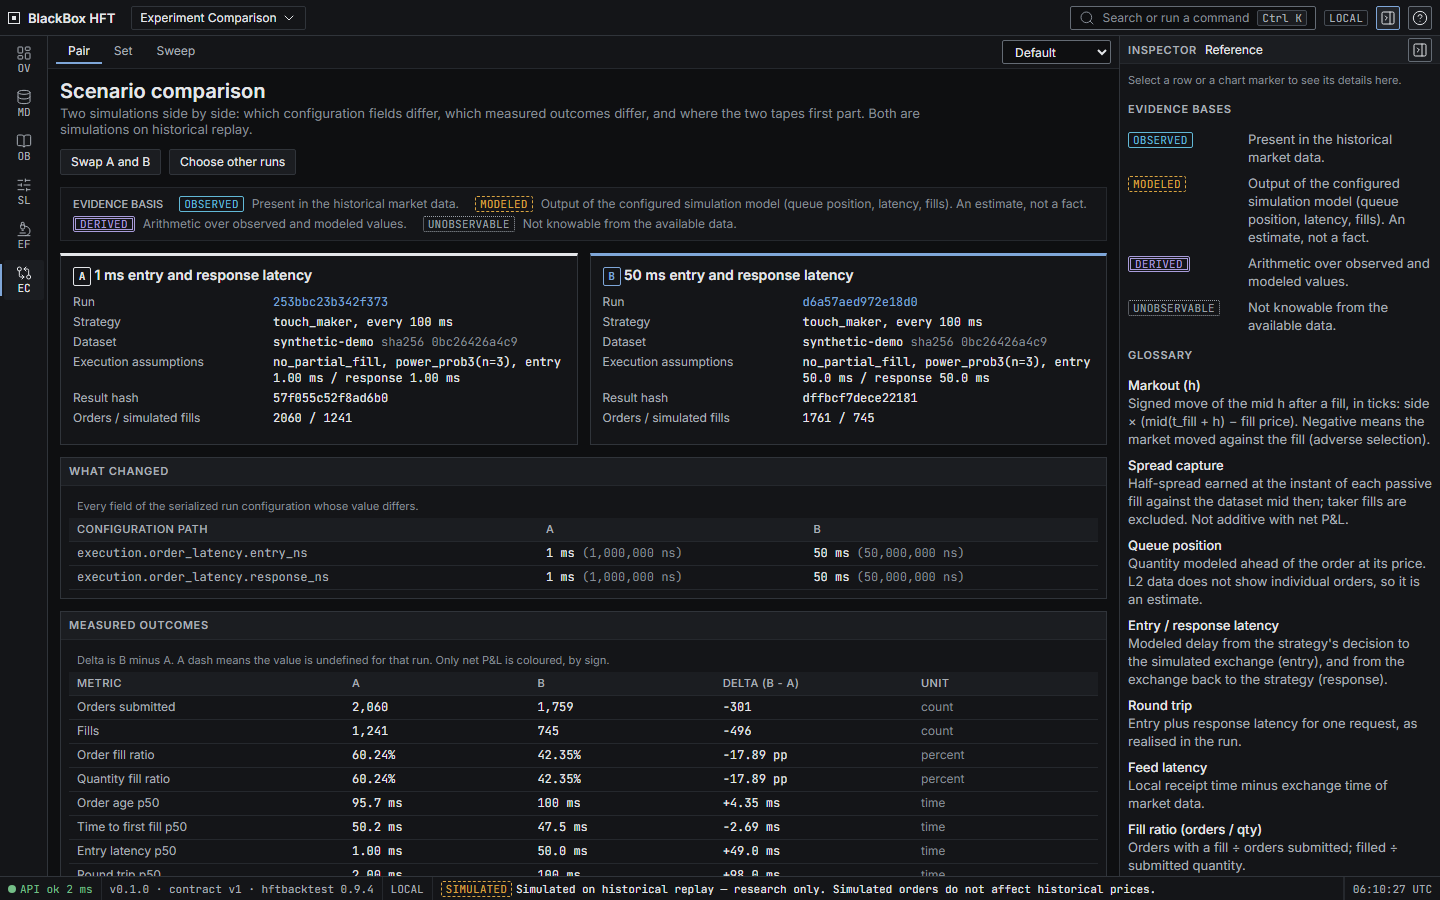 BlackBox HFT
Experiment Comparison
Search or run a command Ctrl K
LOCAL
OV
MD
OB
SL
EF
EC
Pair Set Sweep
Default
Scenario comparison
Two simulations side by side: which configuration fields differ, which measured outcomes differ, and where the two tapes first part. Both are
simulations on historical replay.
Swap A and B
Choose other runs
EVIDENCE BASIS OBSERVED Present in the historical market data. MODELED Output of the configured simulation model (queue position, latency, fills). An estimate, not a fact.
DERIVED Arithmetic over observed and modeled values. UNOBSERVABLE Not knowable from the available data.
A 1 ms entry and response latency
Run 253bbc23b342f373
Strategy touch_maker, every 100 ms
Dataset synthetic-demo sha256 0bc26426a4c9
Execution assumptions no_partial_fill, power_prob3(n=3), entry
1.00 ms / response 1.00 ms
Result hash 57f055c52f8ad6b0
Orders / simulated fills 2060 / 1241
B 50 ms entry and response latency
Run d6a57aed972e18d0
Strategy touch_maker, every 100 ms
Dataset synthetic-demo sha256 0bc26426a4c9
Execution assumptions no_partial_fill, power_prob3(n=3), entry
50.0 ms / response 50.0 ms
Result hash dffbcf7dece22181
Orders / simulated fills 1761 / 745
WHAT CHANGED
Every field of the serialized run configuration whose value differs.
CONFIGURATION PATH A B
execution.order_latency.entry_ns 1 ms (1,000,000 ns) 50 ms (50,000,000 ns)
execution.order_latency.response_ns 1 ms (1,000,000 ns) 50 ms (50,000,000 ns)
MEASURED OUTCOMES
Delta is B minus A. A dash means the value is undefined for that run. Only net P&L is coloured, by sign.
METRIC A B DELTA (B - A) UNIT
Orders submitted 2,060 1,759 -301 count
Fills 1,241 745 -496 count
Order fill ratio 60.24% 42.35% -17.89 pp percent
Quantity fill ratio 60.24% 42.35% -17.89 pp percent
Order age p50 95.7 ms 100 ms +4.35 ms time
Time to first fill p50 50.2 ms 47.5 ms -2.69 ms time
Entry latency p50 1.00 ms 50.0 ms +49.0 ms time
Round trip p50 2.00 ms 100 ms +98.0 ms time
INSPECTOR Reference
Select a row or a chart marker to see its details here.
EVIDENCE BASES
OBSERVED Present in the historical
market data.
MODELED Output of the configured
simulation model (queue
position, latency, fills). An
estimate, not a fact.
DERIVED Arithmetic over observed and
modeled values.
UNOBSERVABLE Not knowable from the
available data.
GLOSSARY
Markout (h)
Signed move of the mid h after a fill, in ticks: side
× (mid(t_fill + h) − fill price). Negative means the
market moved against the fill (adverse selection).
Spread capture
Half-spread earned at the instant of each passive
fill against the dataset mid then; taker fills are
excluded. Not additive with net P&L.
Queue position
Quantity modeled ahead of the order at its price.
L2 data does not show individual orders, so it is
an estimate.
Entry / response latency
Modeled delay from the strategy's decision to
the simulated exchange (entry), and from the
exchange back to the strategy (response).
Round trip
Entry plus response latency for one request, as
realised in the run.
Feed latency
Local receipt time minus exchange time of
market data.
Fill ratio (orders / qty)
Orders with a fill ÷ orders submitted; filled ÷
submitted quantity.
API ok 2 ms v0.1.0 · contract v1 · hftbacktest 0.9.4 LOCAL SIMULATED Simulated on historical replay — research only. Simulated orders do not affect historical prices. 06:10:27 UTC